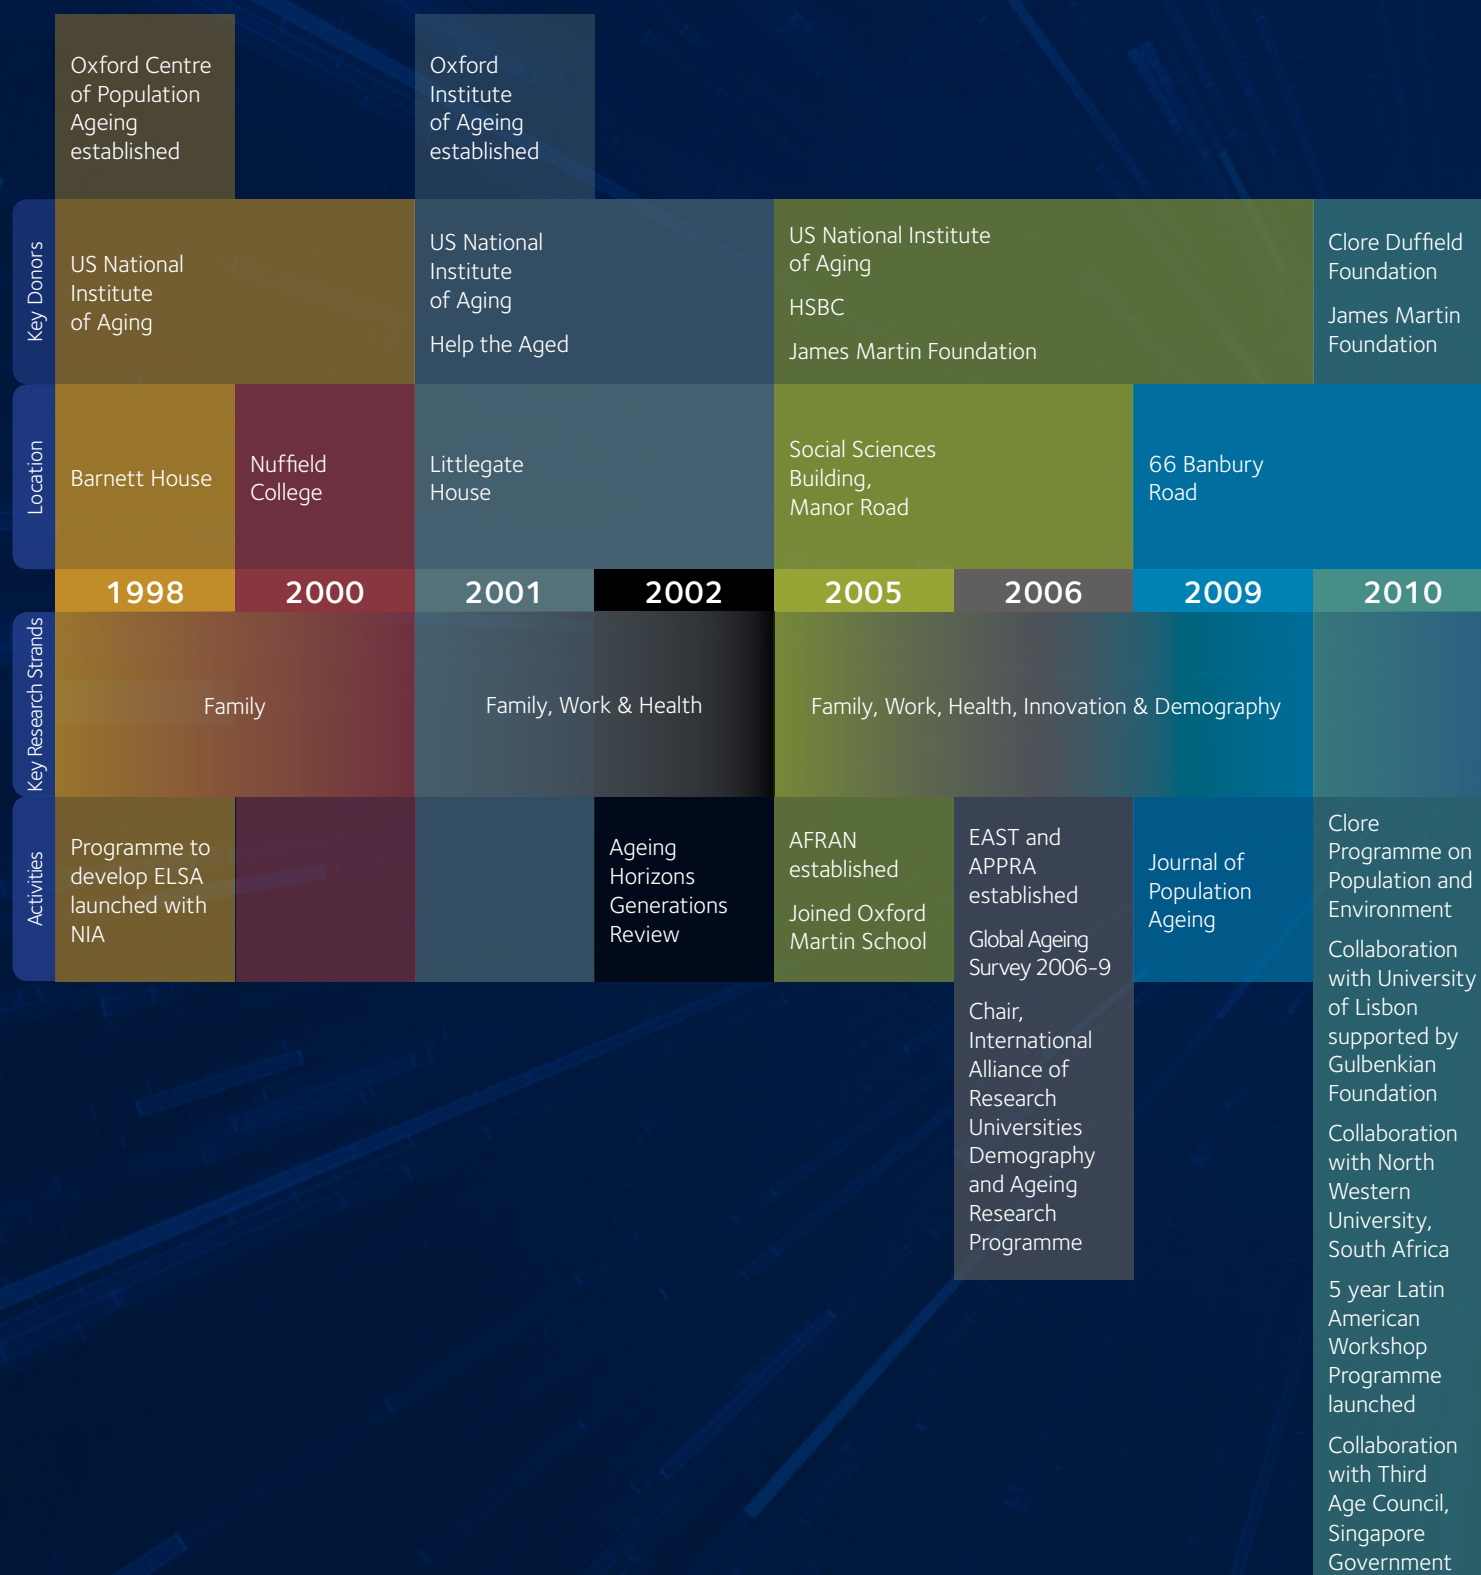 Oxford Centre
of Population
Ageing
established
Oxford
Institute
of Ageing
established
Key Donors
US National
Institute
of Aging
US National
Institute
of Aging
Help the Aged
US National Institute
of Aging
HSBC
James Martin Foundation
Clore Duffield
Foundation
James Martin
Foundation
Location
Barnett House
Nuffield
College
Littlegate
House
Social Sciences
Building,
Manor Road
66 Banbury
Road
1998
2000
2001
2002
2005
2006
2009
2010
Key Research Strands
Family
Family, Work & Health
Family, Work, Health, Innovation & Demography
Activities
Programme to
develop ELSA
launched with
NIA
Ageing
Horizons
Generations
Review
AFRAN
established
Joined Oxford
Martin School
EAST and
APPRA
established
Global Ageing
Survey 2006-9
Chair,
International
Alliance of
Research
Universities
Demography
and Ageing
Research
Programme
Journal of
Population
Ageing
Clore
Programme on
Population and
Environment
Collaboration
with University
of Lisbon
supported by
Gulbenkian
Foundation
Collaboration
with North
Western
University,
South Africa
5 year Latin
American
Workshop
Programme
launched
Collaboration
with Third
Age Council,
Singapore
Government